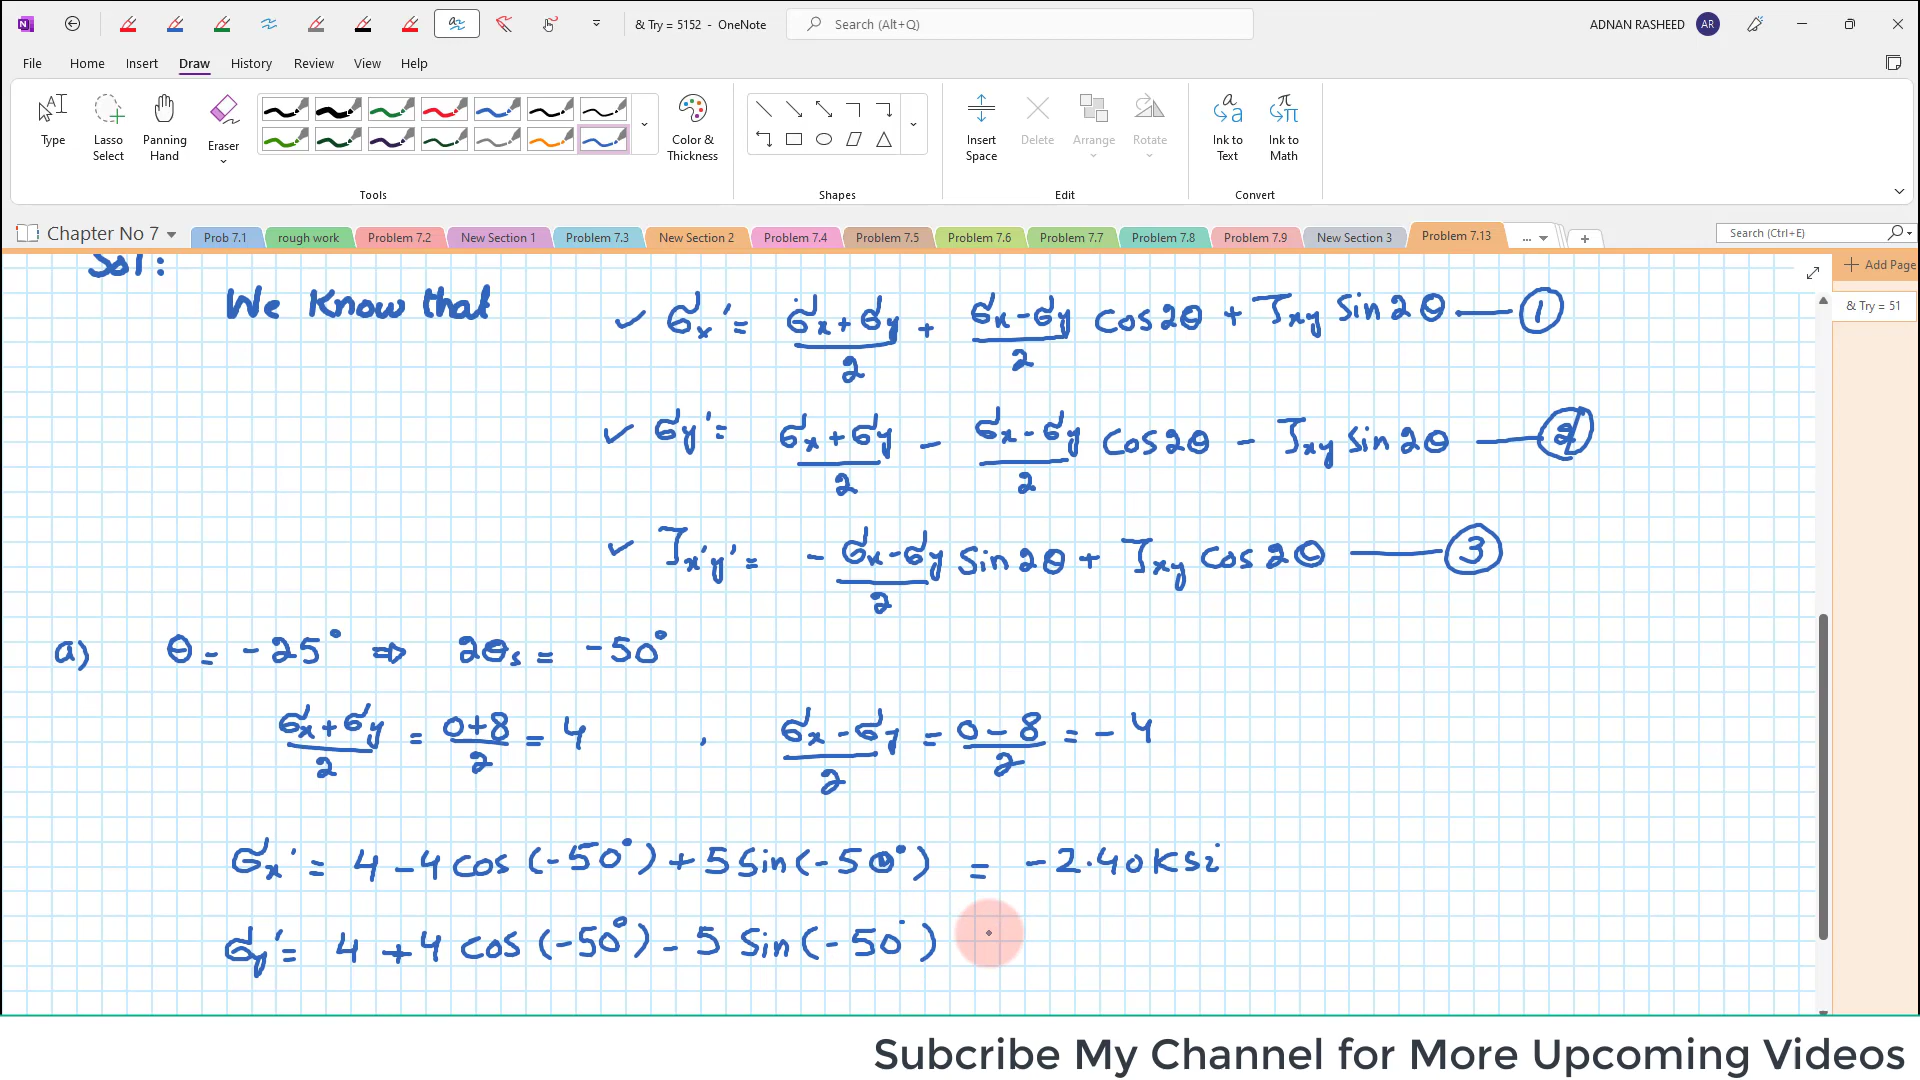 & Try = 5152 - OneNote
Search (Alt+Q)
ADNAN RASHEED AR
File Home Insert Draw History Review View Help
Type
Lasso Select
Panning Hand
Eraser
Color & Thickness
Insert Space
Delete
Arrange
Rotate
Ink to Text
Ink to Math
Tools Shapes Edit Convert
Chapter No 7 Prob 7.1 rough work Problem 7.2 New Section 1 Problem 7.3 New Section 2 Problem 7.4 Problem 7.5 Problem 7.6 Problem 7.7 Problem 7.8 Problem 7.9 New Section 3 Problem 7.13 ... Search (Ctrl+E)
Add Page
& Try = 51
Sol:
We Know that
✓ σx' = σx+σy/2 + σx-σy/2 cos2θ + τxy sin2θ — 1
✓ σy' = σx+σy/2 - σx-σy/2 cos2θ - τxy sin2θ — 2
✓ τx'y' = - σx-σy/2 sin2θ + τxy cos2θ — 3
a) θ = -25° ⇒ 2θs = -50°
σx+σy/2 = 0+8/2 = 4 , σx-σy/2 = 0-8/2 = -4
σx' = 4 - 4 cos(-50°) + 5 Sin(-50°) = -2.40 Ksi
σy' = 4 + 4 cos(-50°) - 5 Sin(-50°)
Subcribe My Channel for More Upcoming Videos